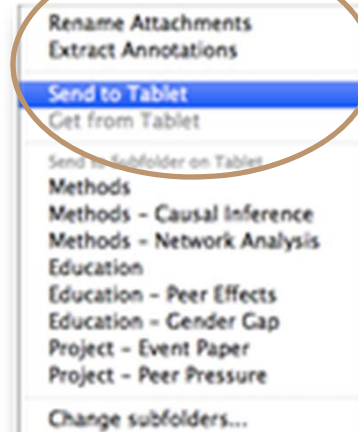 Rename Attachments
Extract Annotations
Send to Tablet
Get from Tablet
Send to Subfolder on Tablet
Methods
Methods - Causal Inference
Methods - Network Analysis
Education
Education - Peer Effects
Education - Gender Gap
Project - Event Paper
Project - Peer Pressure
Change subfolders...